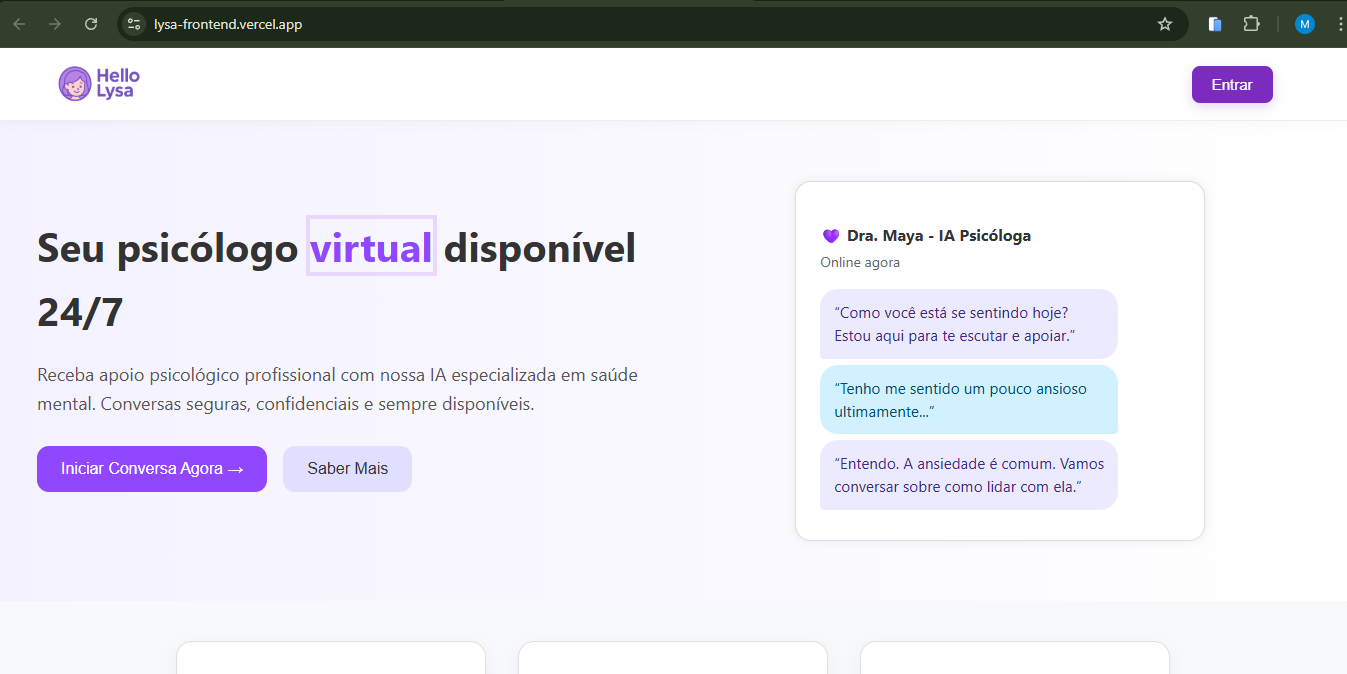 lysa-frontend.vercel.app
M
Hello
Lysa
Entrar
Seu psicólogo virtual disponível
24/7
Receba apoio psicológico profissional com nossa IA especializada em saúde
mental. Conversas seguras, confidenciais e sempre disponíveis.
Iniciar Conversa Agora →
Saber Mais
💜 Dra. Maya - IA Psicóloga
Online agora
“Como você está se sentindo hoje?
Estou aqui para te escutar e apoiar.”
“Tenho me sentido um pouco ansioso
ultimamente...”
“Entendo. A ansiedade é comum. Vamos
conversar sobre como lidar com ela.”